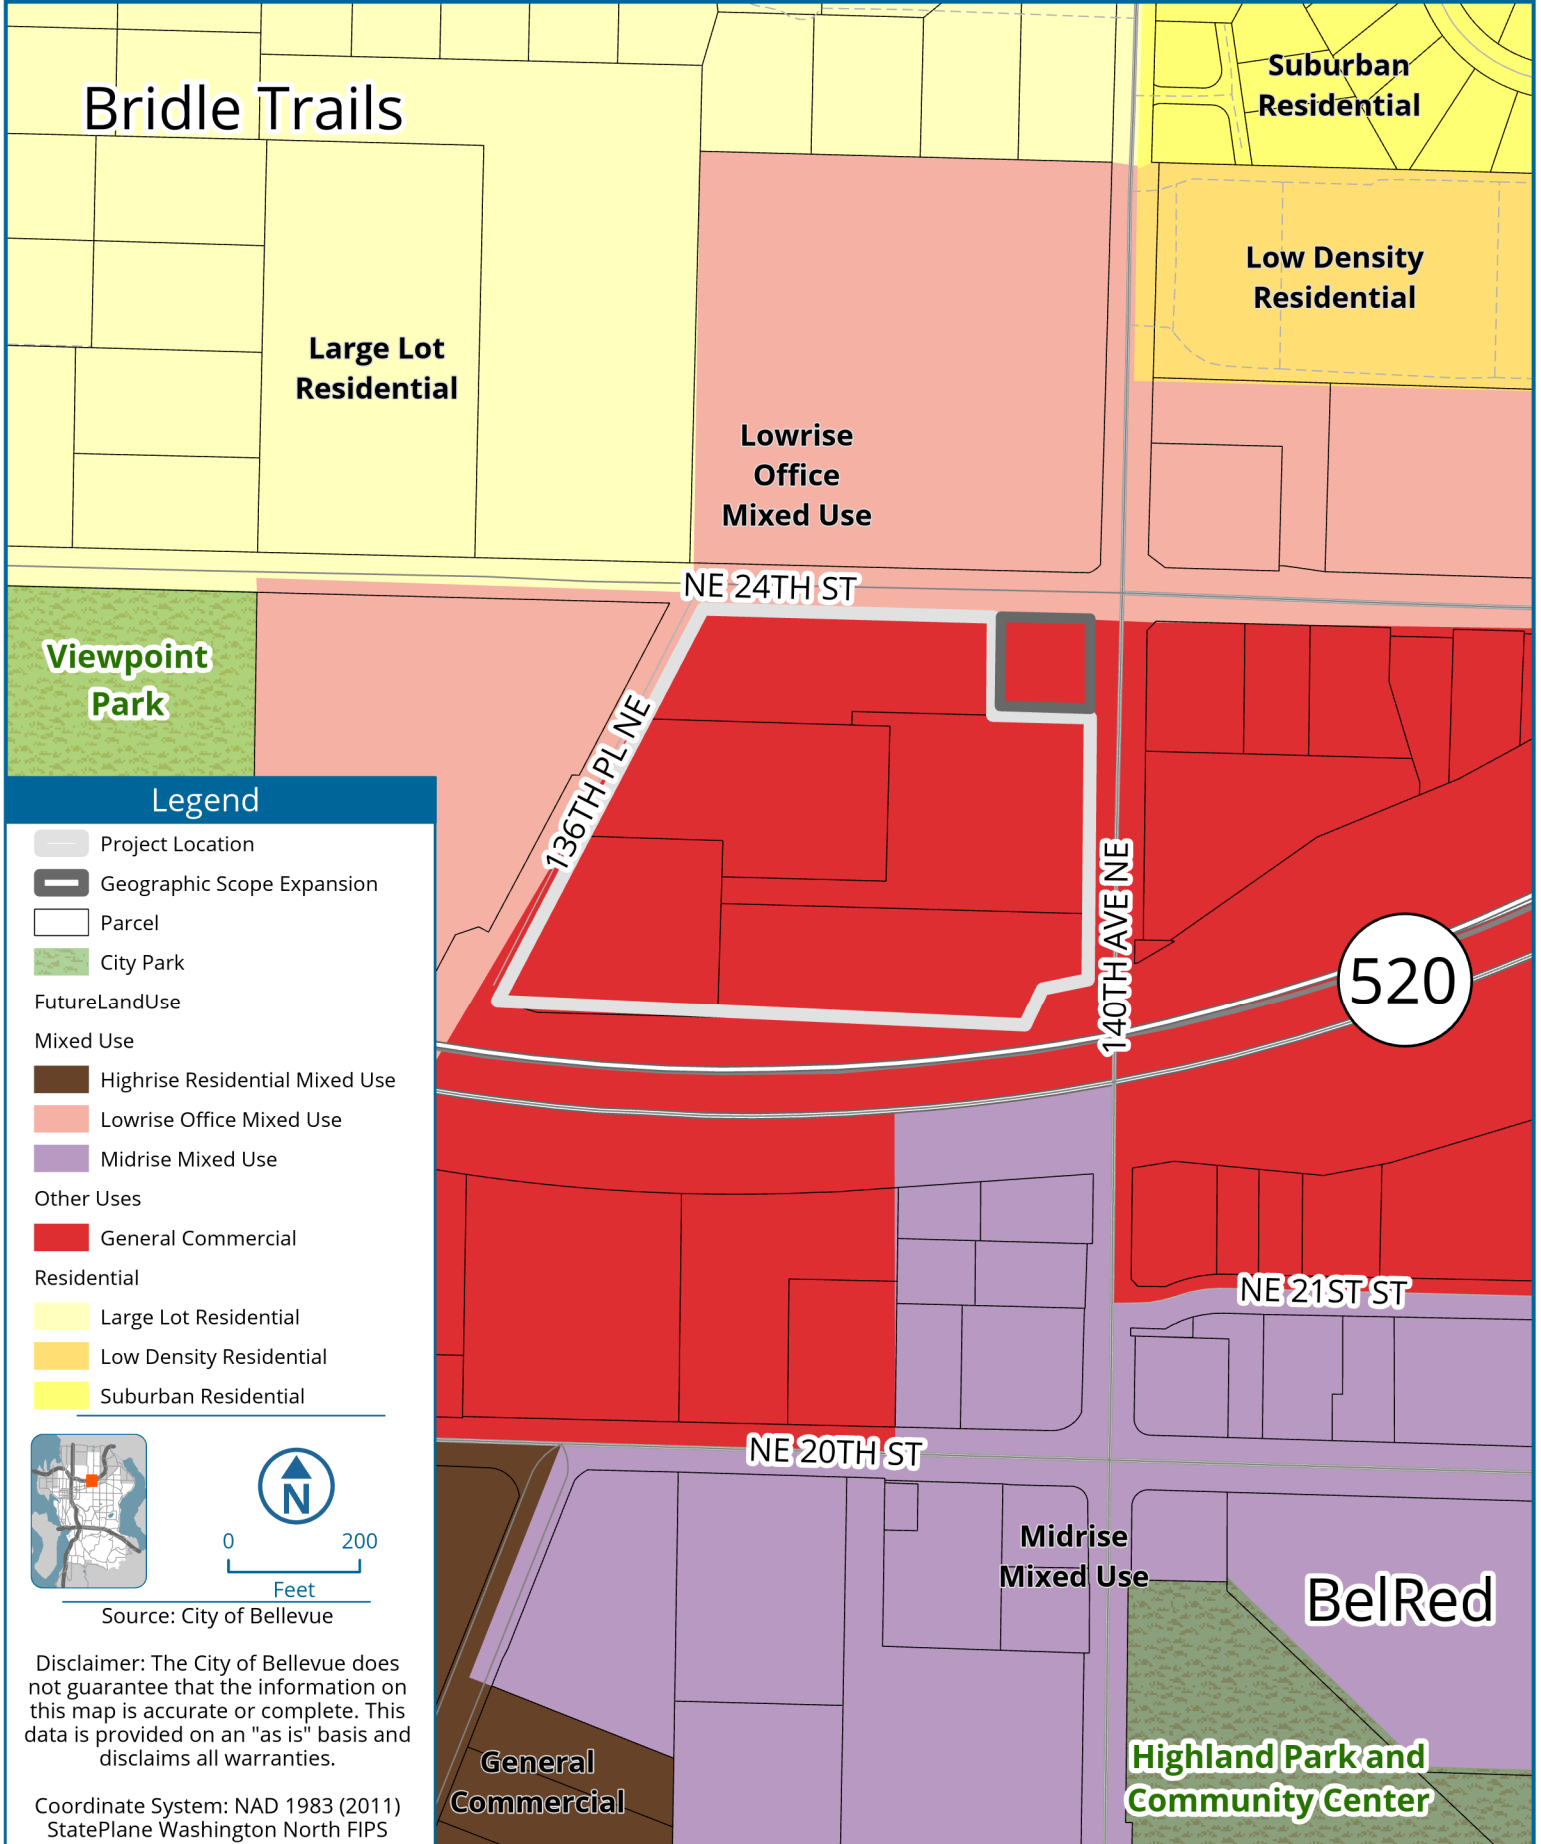 Bridle Trails
Suburban
Residential
Low Density
Residential
Large Lot
Residential
Lowrise
Office
Mixed Use
NE 24TH ST
Viewpoint
Park
136TH PL NE
140TH AVE NE
520
NE 21ST ST
NE 20TH ST
Midrise
Mixed Use
BelRed
General
Commercial
Highland Park and
Community Center
Legend
Project Location
Geographic Scope Expansion
Parcel
City Park
FutureLandUse
Mixed Use
Highrise Residential Mixed Use
Lowrise Office Mixed Use
Midrise Mixed Use
Other Uses
General Commercial
Residential
Large Lot Residential
Low Density Residential
Suburban Residential
N
0 200
Feet
Source: City of Bellevue
Disclaimer: The City of Bellevue does
not guarantee that the information on
this map is accurate or complete. This
data is provided on an "as is" basis and
disclaims all warranties.
Coordinate System: NAD 1983 (2011)
StatePlane Washington North FIPS